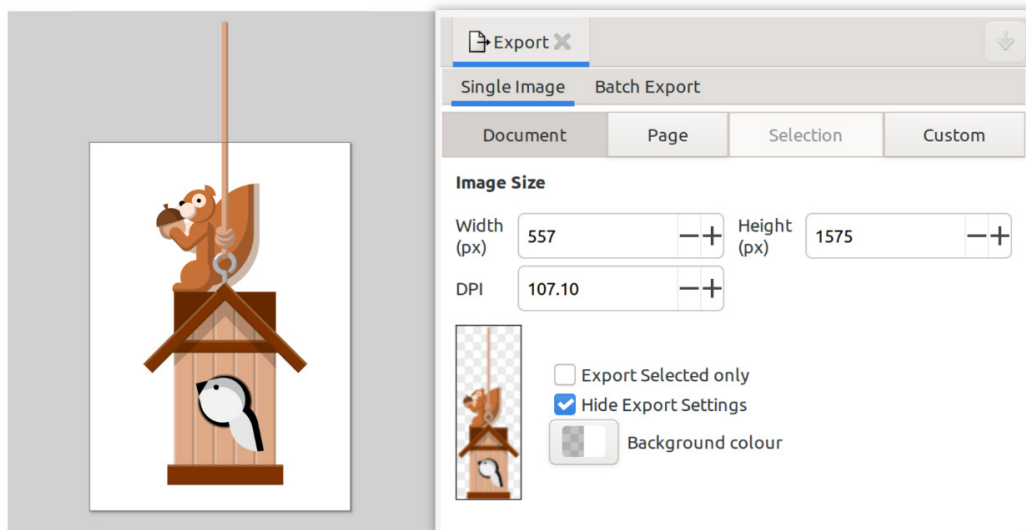 Export
Single Image Batch Export
Document Page Selection Custom
Image Size
Width (px) 557 Height (px) 1575
DPI 107.10
Export Selected only
Hide Export Settings
Background colour